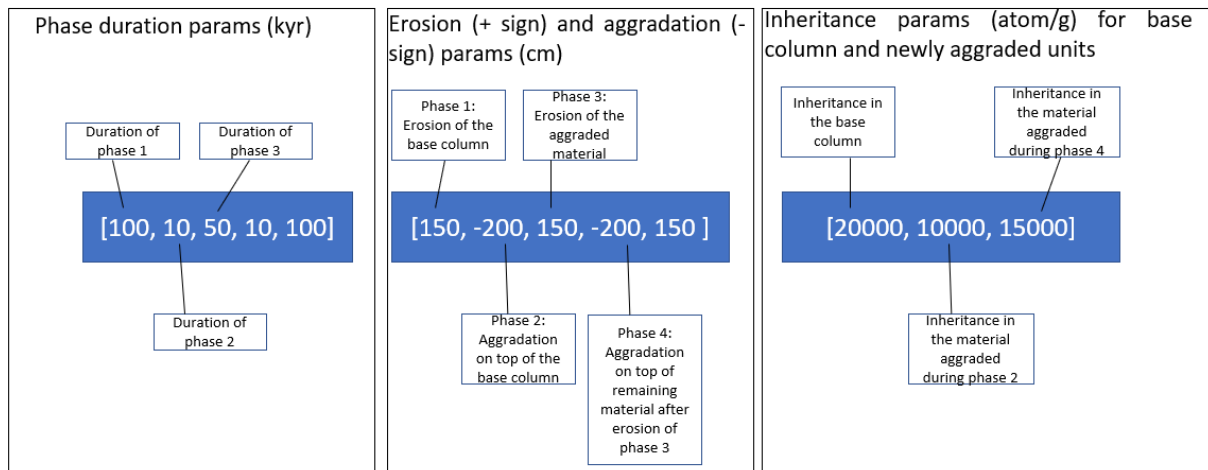 Phase duration params (kyr)
Duration of
phase 1
Duration of
phase 3
[100, 10, 50, 10, 100]
Duration of
phase 2
Erosion (+ sign) and aggradation (-
sign) params (cm)
Phase 1:
Erosion of the
base column
Phase 3:
Erosion of the
aggraded
material
[150, -200, 150, -200, 150 ]
Phase 2:
Aggradation
on top of the
base column
Phase 4:
Aggradation
on top of
remaining
material after
erosion of
phase 3
Inheritance params (atom/g) for base
column and newly aggraded units
Inheritance in
the base
column
Inheritance in
the material
aggraded
during phase 4
[20000, 10000, 15000]
Inheritance in
the material
aggraded
during phase 2